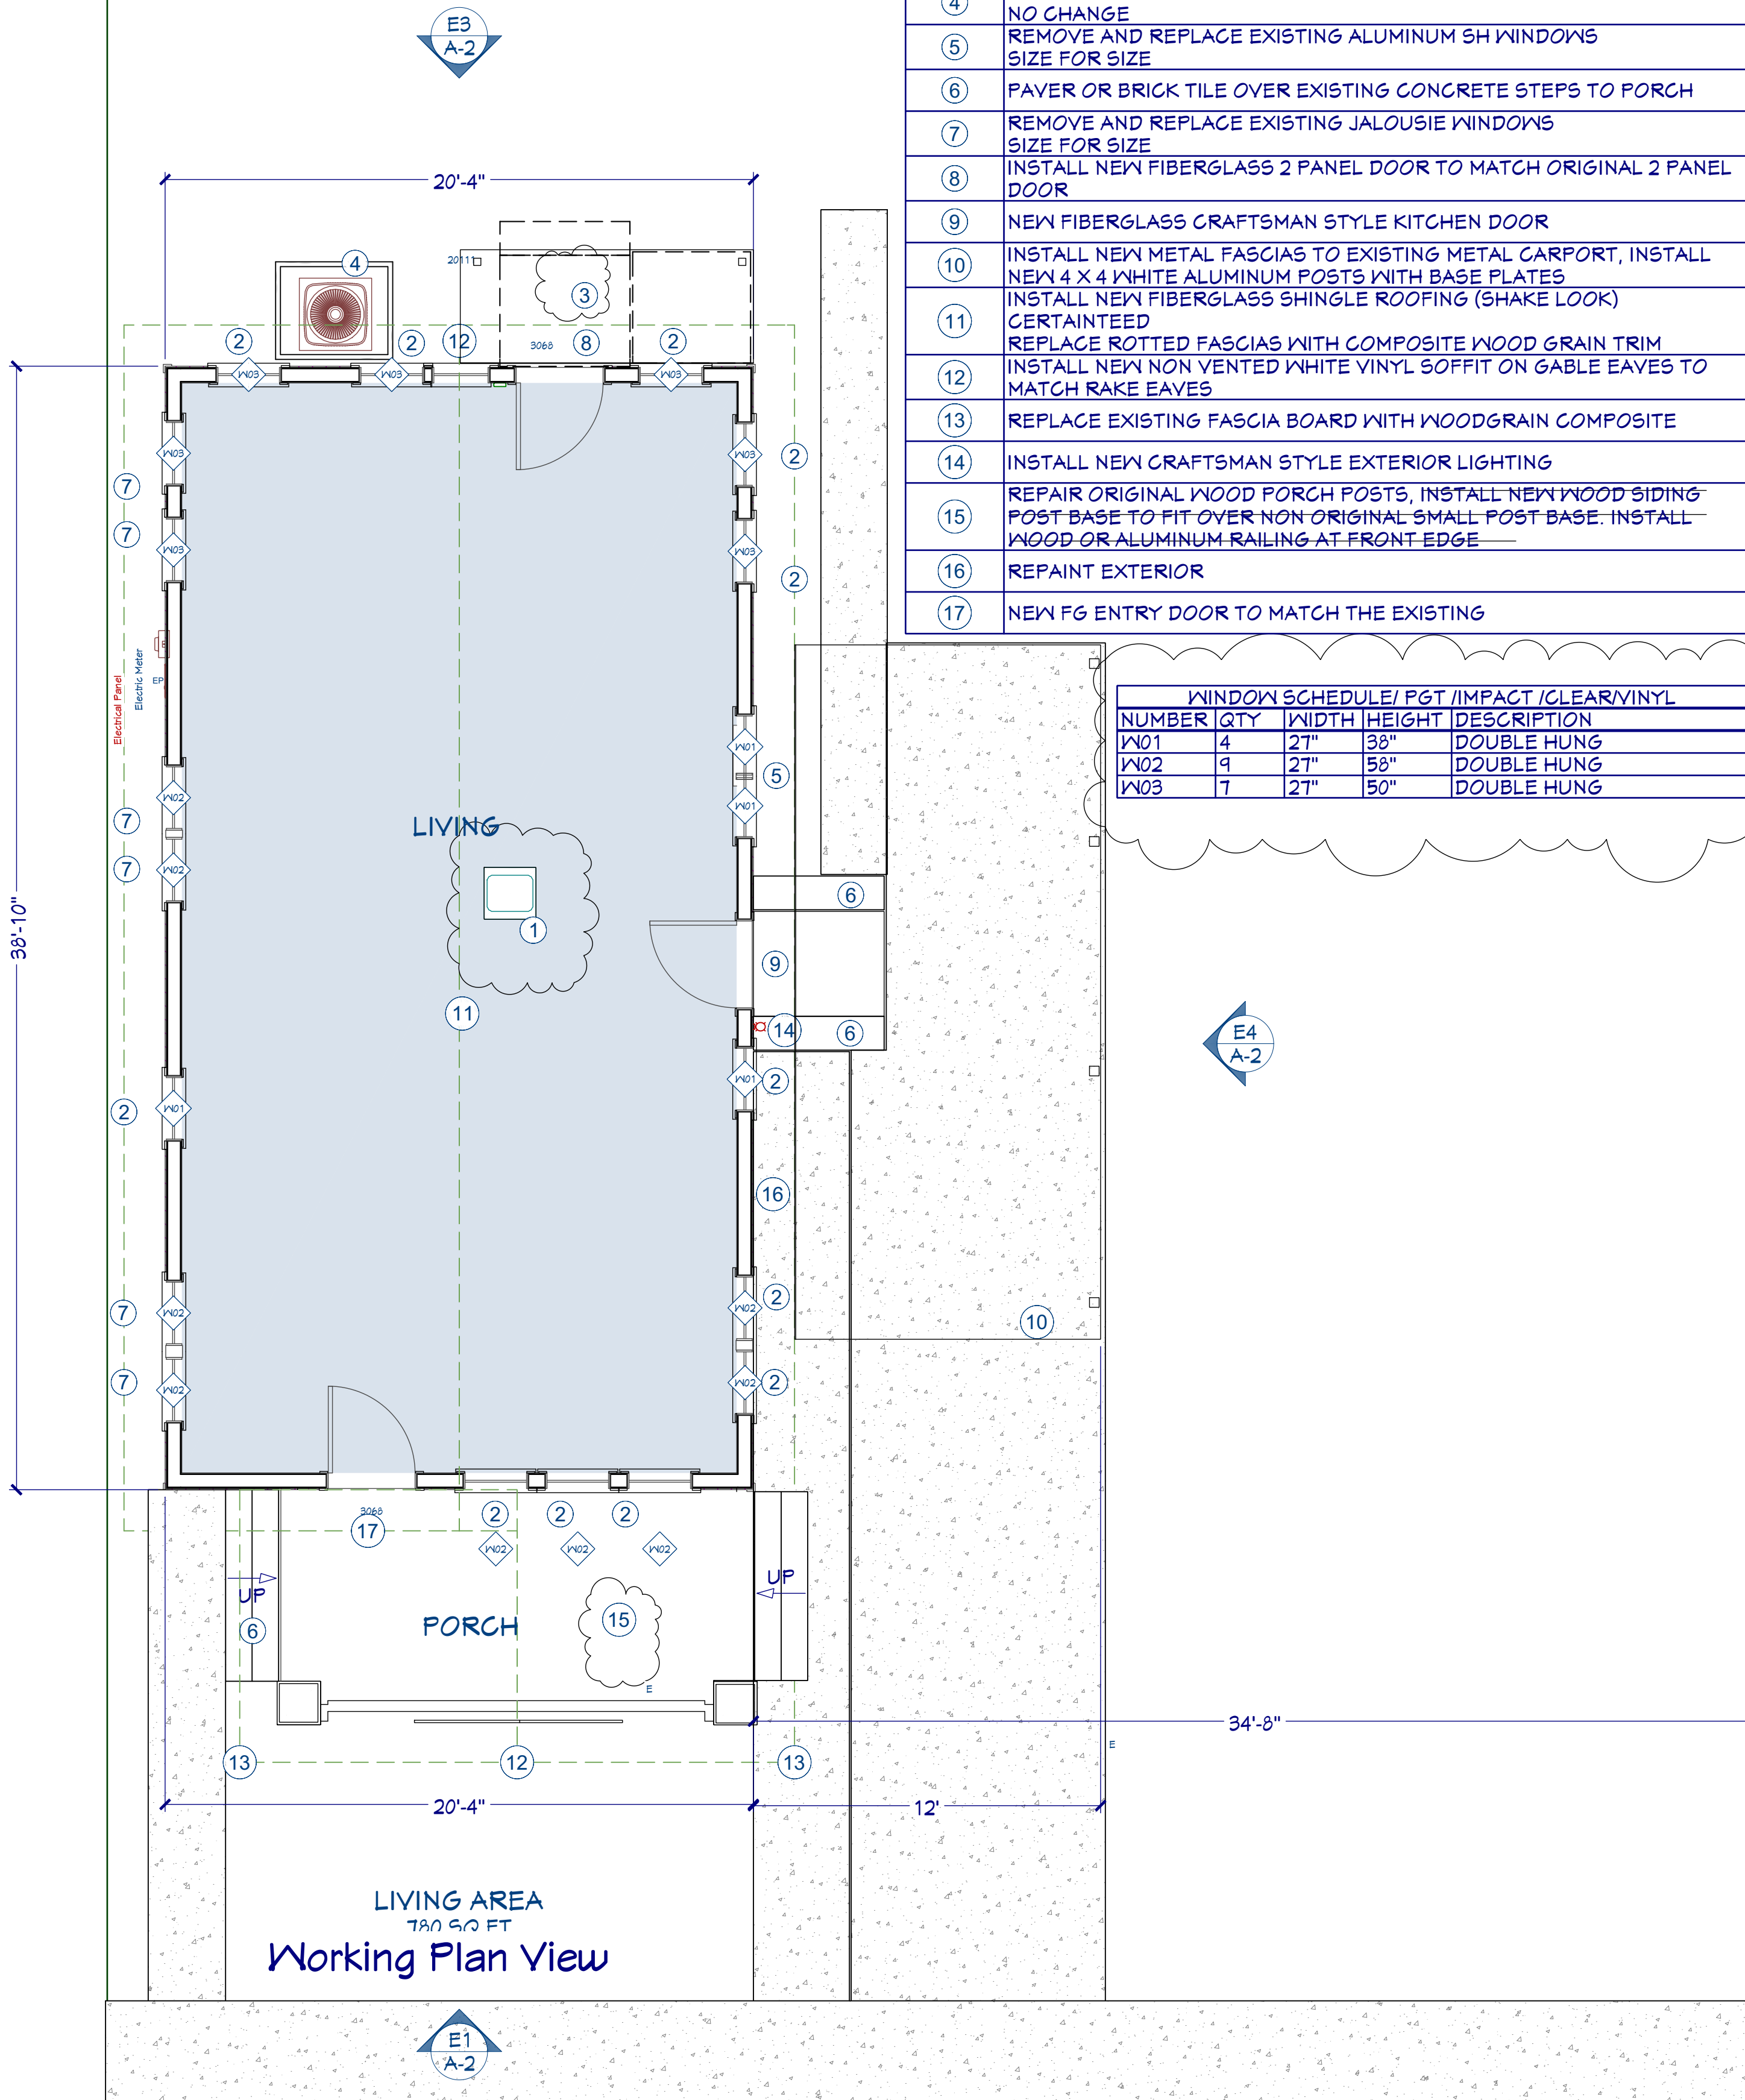 E3
A-2
4
NO CHANGE
5
REMOVE AND REPLACE EXISTING ALUMINUM SH WINDOWS
SIZE FOR SIZE
6
PAVER OR BRICK TILE OVER EXISTING CONCRETE STEPS TO PORCH
7
REMOVE AND REPLACE EXISTING JALOUSIE WINDOWS
SIZE FOR SIZE
8
INSTALL NEW FIBERGLASS 2 PANEL DOOR TO MATCH ORIGINAL 2 PANEL
DOOR
9
NEW FIBERGLASS CRAFTSMAN STYLE KITCHEN DOOR
10
INSTALL NEW METAL FASCIAS TO EXISTING METAL CARPORT, INSTALL
NEW 4 X 4 WHITE ALUMINUM POSTS WITH BASE PLATES
11
INSTALL NEW FIBERGLASS SHINGLE ROOFING (SHAKE LOOK)
CERTAINTEED
REPLACE ROTTED FASCIAS WITH COMPOSITE WOOD GRAIN TRIM
12
INSTALL NEW NON VENTED WHITE VINYL SOFFIT ON GABLE EAVES TO
MATCH RAKE EAVES
13
REPLACE EXISTING FASCIA BOARD WITH WOODGRAIN COMPOSITE
14
INSTALL NEW CRAFTSMAN STYLE EXTERIOR LIGHTING
15
REPAIR ORIGINAL WOOD PORCH POSTS, INSTALL NEW WOOD SIDING
POST BASE TO FIT OVER NON ORIGINAL SMALL POST BASE. INSTALL
WOOD OR ALUMINUM RAILING AT FRONT EDGE
16
REPAINT EXTERIOR
17
NEW FG ENTRY DOOR TO MATCH THE EXISTING
WINDOW SCHEDULE/ PGT /IMPACT /CLEAR/VINYL
NUMBER QTY WIDTH HEIGHT DESCRIPTION
W01 4 27" 38" DOUBLE HUNG
W02 9 27" 58" DOUBLE HUNG
W03 7 27" 50" DOUBLE HUNG
20'-4"
4
20111
3
2
2
12
3068
8
2
W03
W03
W03
W03
W03
2
7
7
W03
W03
2
Electrical Panel
Electric Meter
EP
W01
5
W01
W02
7
LIVING
7
W02
1
6
9
11
14
6
E4
A-2
W01
2
2
W01
16
7
W02
W02
2
10
7
W02
W02
2
38'-10"
3068
17
2
2
2
W02
W02
W02
UP
UP
6
PORCH
15
E
34'-8"
E
13
12
13
20'-4"
12'
LIVING AREA
780 SQ FT
Working Plan View
E1
A-2